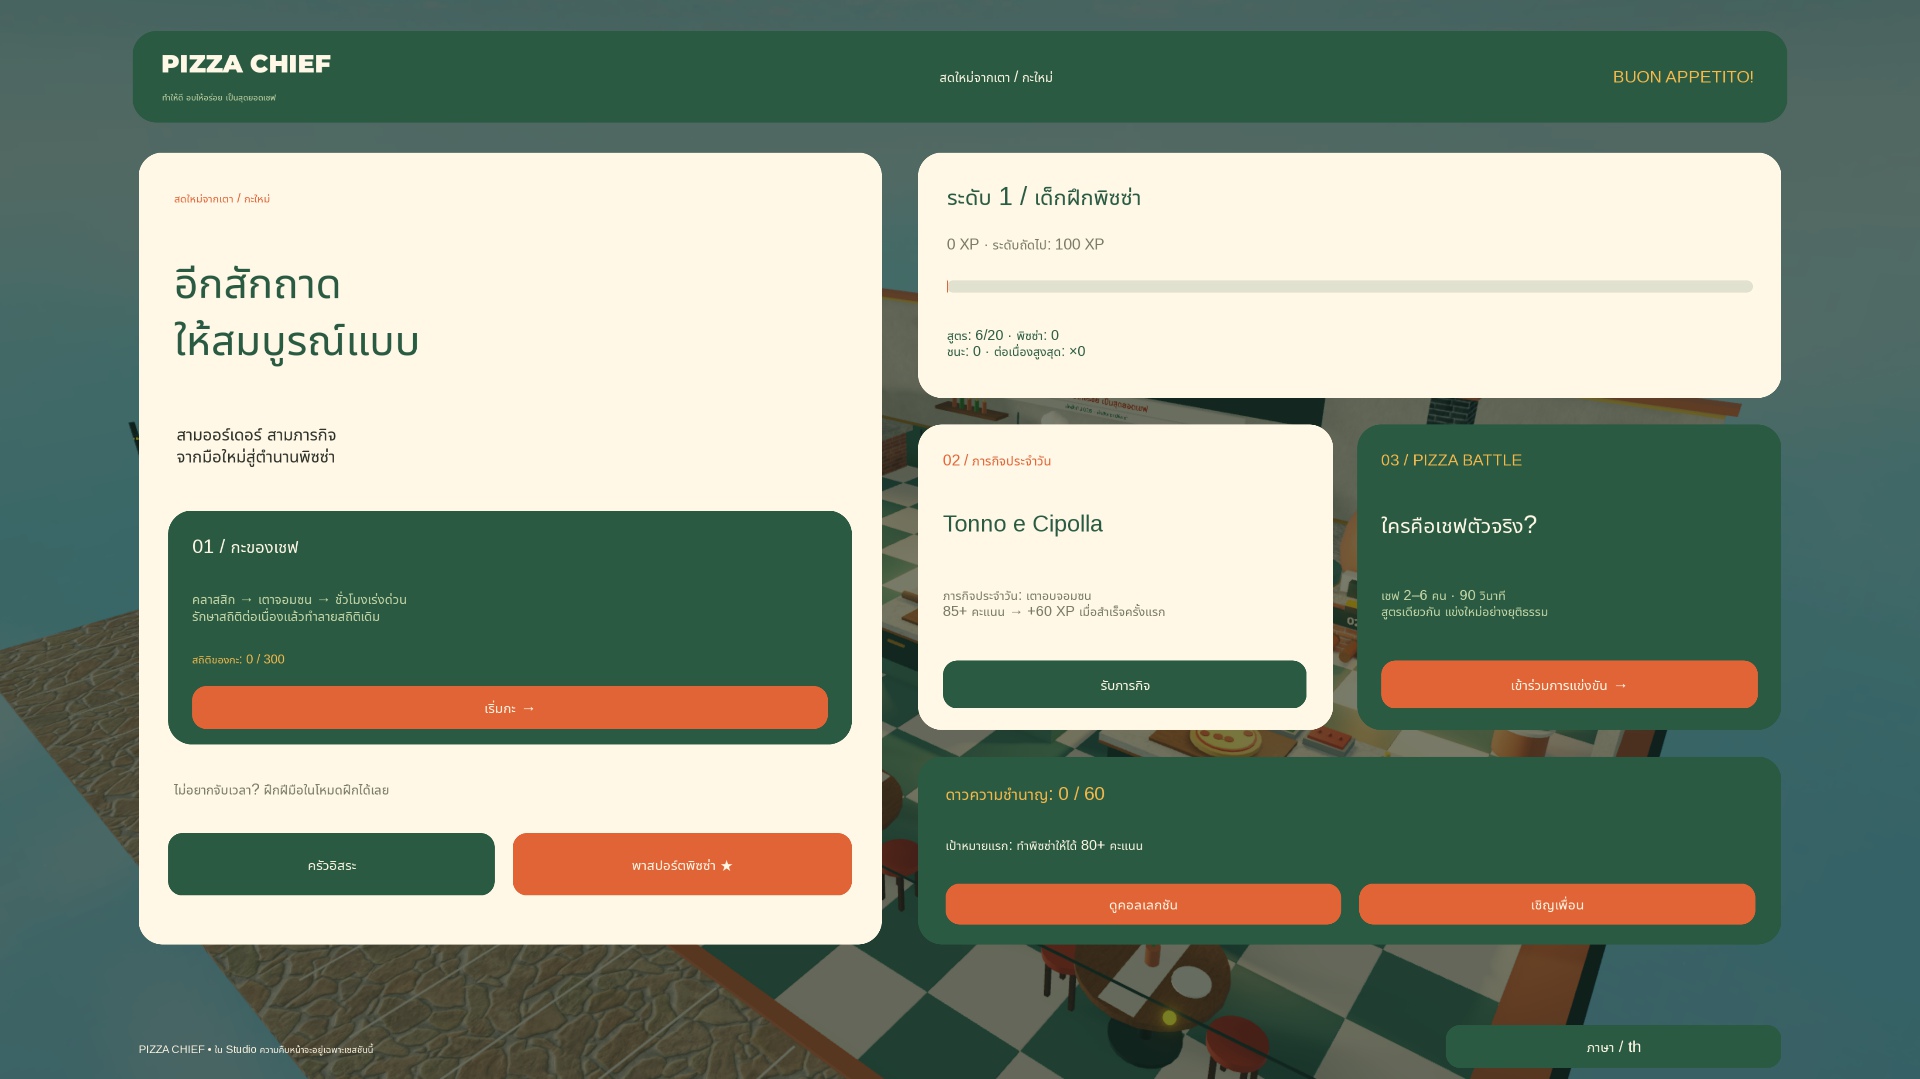 PIZZA CHIEF
ทำให้ดี อบให้อร่อย เป็นสุดยอดเชฟ
สดใหม่จากเตา / กะใหม่
BUON APPETITO!
สดใหม่จากเตา / กะใหม่
อีกสักถาด
ให้สมบูรณ์แบบ
สามออร์เดอร์ สามภารกิจ
จากมือใหม่สู่ตำนานพิซซ่า
01 / กะของเชฟ
คลาสสิก → เตาจอมซน → ชั่วโมงเร่งด่วน
รักษาสถิติต่อเนื่องแล้วทำลายสถิติเดิม
สถิติของกะ: 0 / 300
เริ่มกะ →
ไม่อยากจับเวลา? ฝึกฝีมือในโหมดฝึกได้เลย
ครัวอิสระ
พาสปอร์ตพิซซ่า ★
ระดับ 1 / เด็กฝึกพิซซ่า
0 XP · ระดับถัดไป: 100 XP
สูตร: 6/20 · พิซซ่า: 0
ชนะ: 0 · ต่อเนื่องสูงสุด: ×0
เป็นสุดยอดเชฟ
02 / ภารกิจประจำวัน
Tonno e Cipolla
ภารกิจประจำวัน: เตาอบจอมซน
85+ คะแนน → +60 XP เมื่อสำเร็จครั้งแรก
รับภารกิจ
03 / PIZZA BATTLE
ใครคือเชฟตัวจริง?
เชฟ 2–6 คน · 90 วินาที
สูตรเดียวกัน แข่งใหม่อย่างยุติธรรม
เข้าร่วมการแข่งขัน →
ดาวความชำนาญ: 0 / 60
เป้าหมายแรก: ทำพิซซ่าให้ได้ 80+ คะแนน
ดูคอลเลกชัน
เชิญเพื่อน
PIZZA CHIEF • ใน Studio ความคืบหน้าจะอยู่เฉพาะเซสชันนี้
ภาษา / th